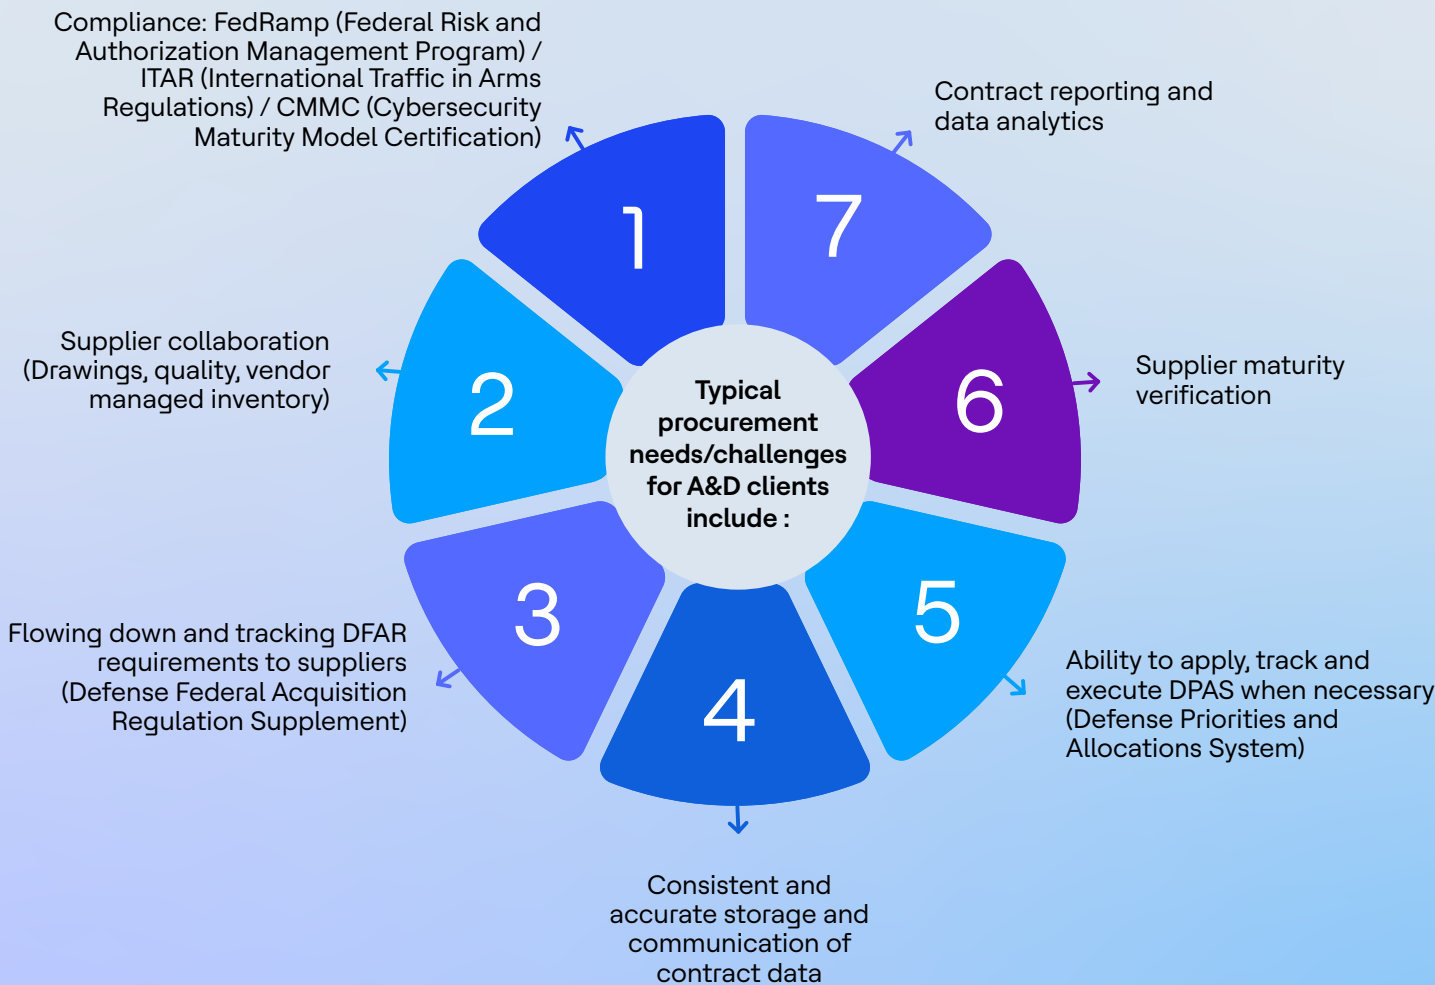 Compliance: FedRamp (Federal Risk and
Authorization Management Program) /
ITAR (International Traffic in Arms
Regulations) / CMMC (Cybersecurity
Maturity Model Certification)
1
Supplier collaboration
(Drawings, quality, vendor
managed inventory)
2
Flowing down and tracking DFAR
requirements to suppliers
(Defense Federal Acquisition
Regulation Supplement)
3
Consistent and
accurate storage and
communication of
contract data
4
Ability to apply, track and
execute DPAS when necessary
(Defense Priorities and
Allocations System)
5
Supplier maturity
verification
6
Contract reporting and
data analytics
7
Typical
procurement
needs/challenges
for A&D clients
include :